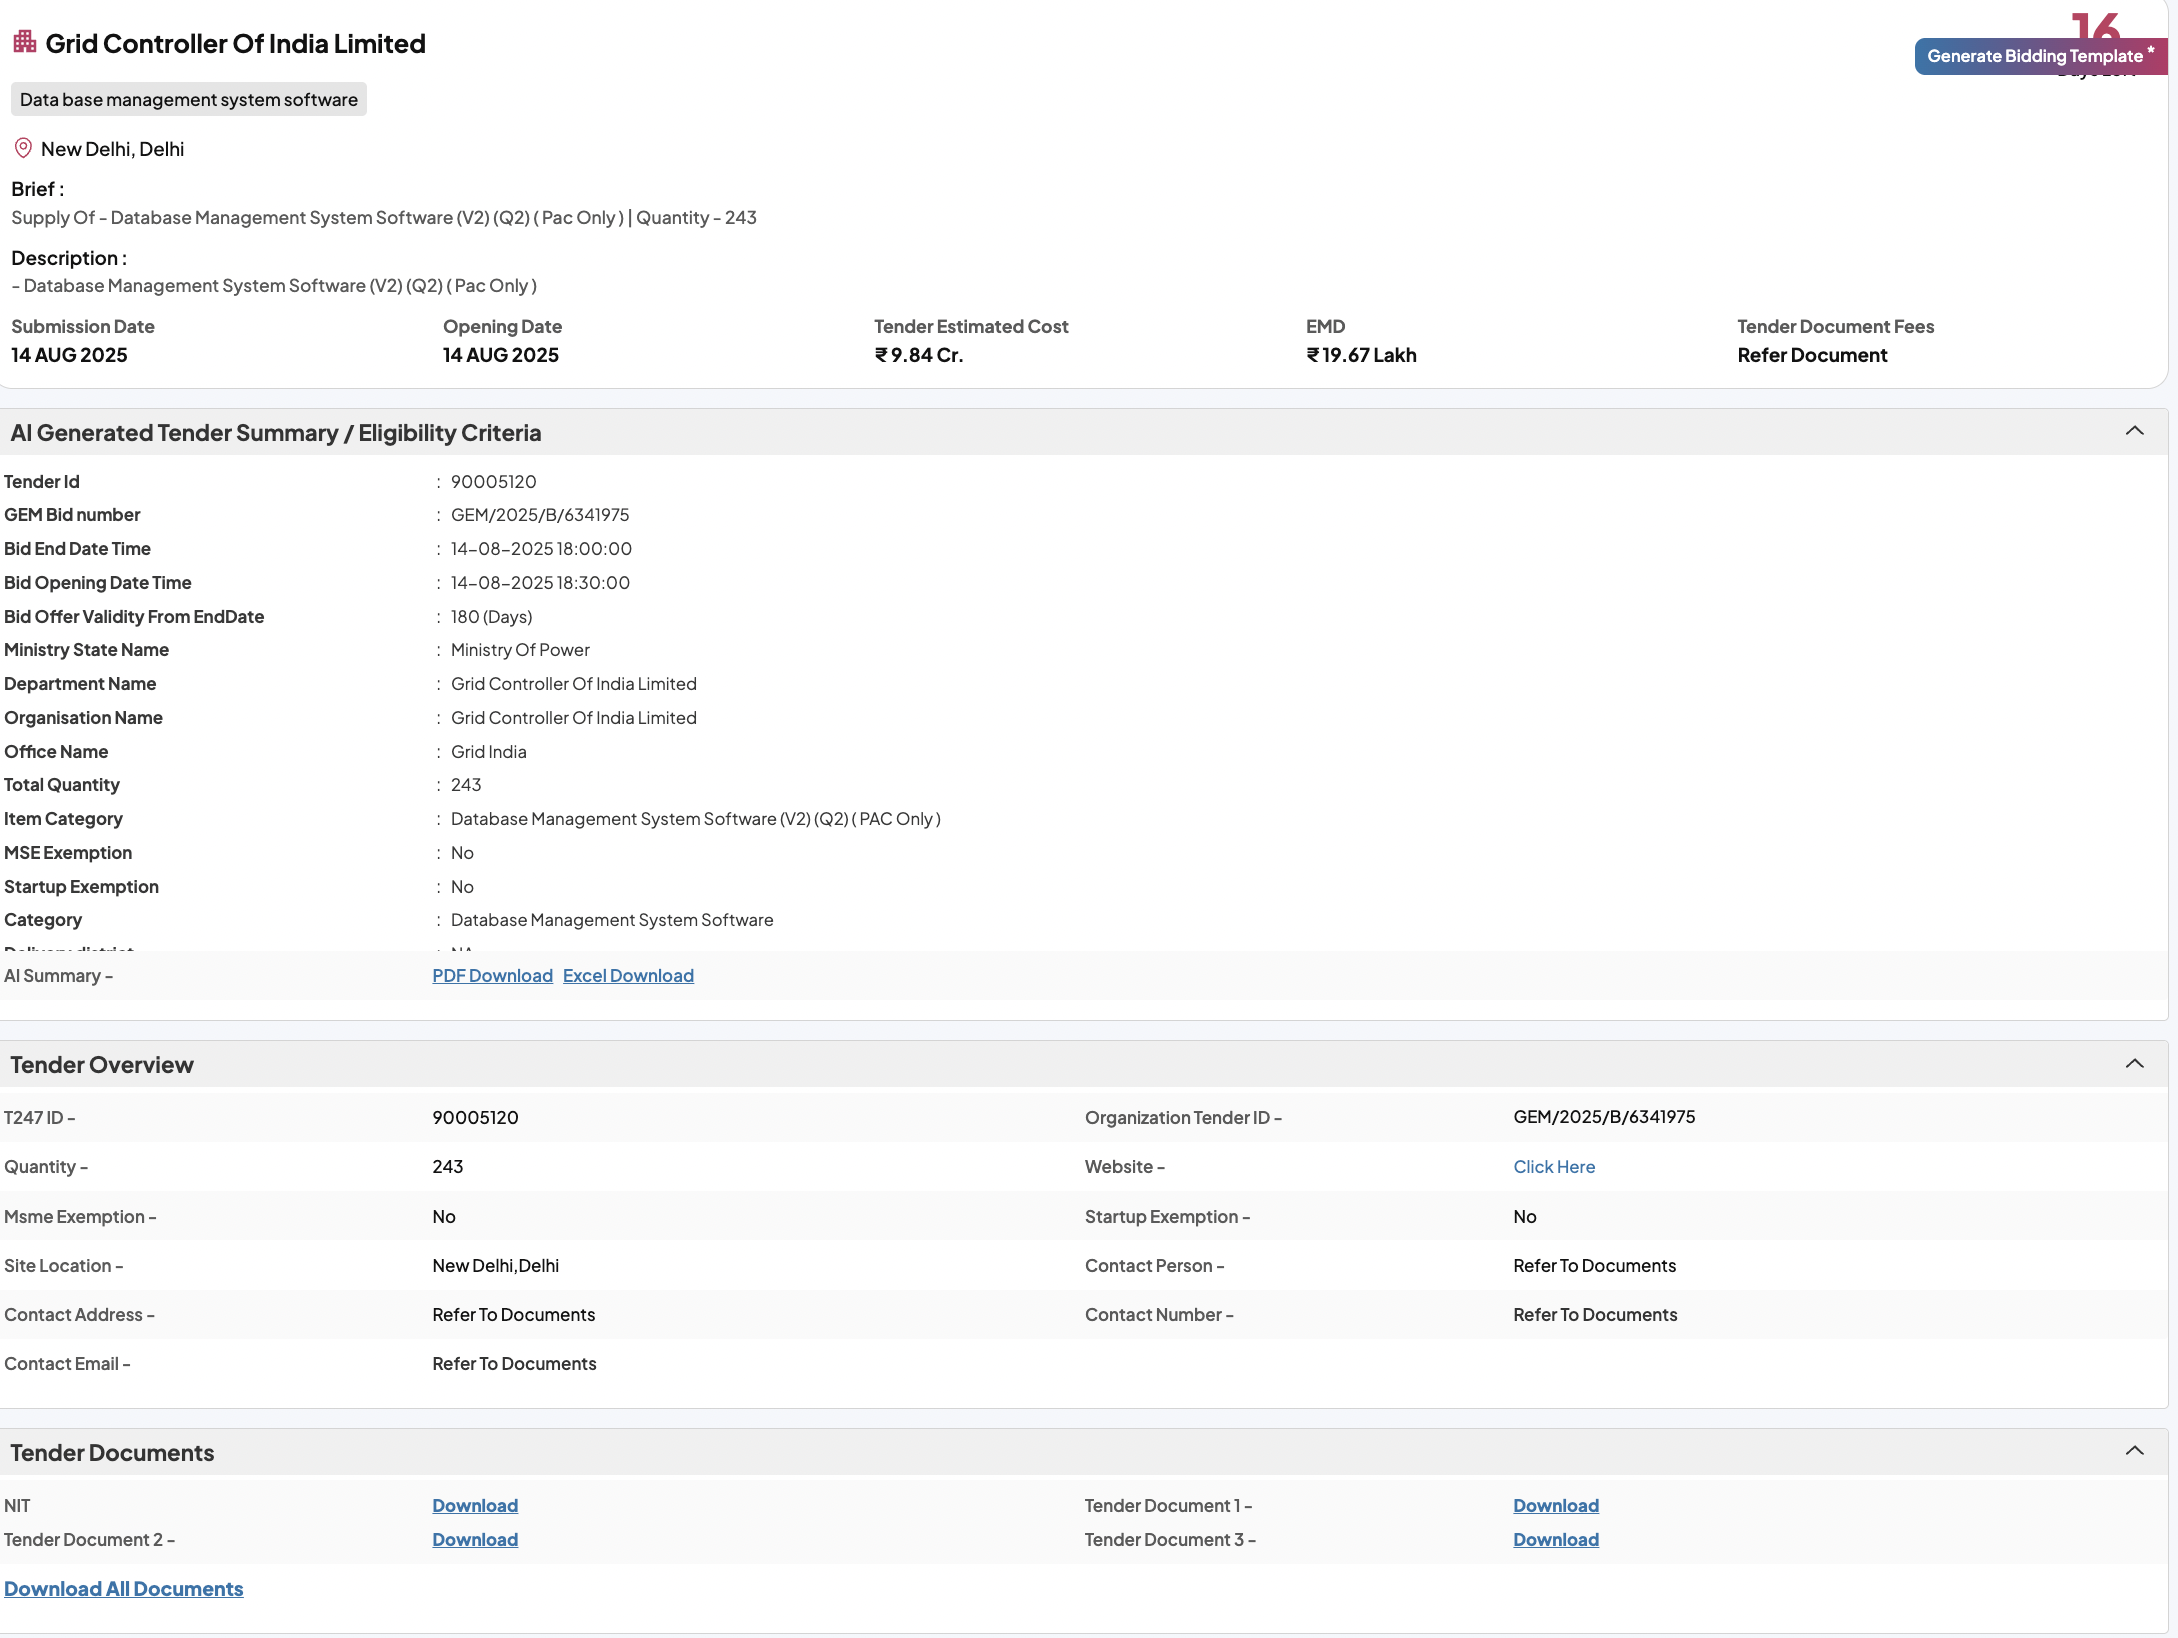 Grid Controller Of India Limited
16
Generate Bidding Template *
Data base management system software
New Delhi, Delhi
Brief :
Supply Of - Database Management System Software (V2) (Q2) ( Pac Only ) | Quantity - 243
Description :
- Database Management System Software (V2) (Q2) ( Pac Only )
Submission Date Opening Date Tender Estimated Cost EMD Tender Document Fees
14 AUG 2025 14 AUG 2025 ₹ 9.84 Cr. ₹ 19.67 Lakh Refer Document
AI Generated Tender Summary / Eligibility Criteria
Tender Id : 90005120
GEM Bid number : GEM/2025/B/6341975
Bid End Date Time : 14-08-2025 18:00:00
Bid Opening Date Time : 14-08-2025 18:30:00
Bid Offer Validity From EndDate : 180 (Days)
Ministry State Name : Ministry Of Power
Department Name : Grid Controller Of India Limited
Organisation Name : Grid Controller Of India Limited
Office Name : Grid India
Total Quantity : 243
Item Category : Database Management System Software (V2) (Q2) ( PAC Only )
MSE Exemption : No
Startup Exemption : No
Category : Database Management System Software
AI Summary - PDF Download Excel Download
Tender Overview
T247 ID - 90005120 Organization Tender ID - GEM/2025/B/6341975
Quantity - 243 Website - Click Here
Msme Exemption - No Startup Exemption - No
Site Location - New Delhi,Delhi Contact Person - Refer To Documents
Contact Address - Refer To Documents Contact Number - Refer To Documents
Contact Email - Refer To Documents
Tender Documents
NIT Download Tender Document 1 - Download
Tender Document 2 - Download Tender Document 3 - Download
Download All Documents